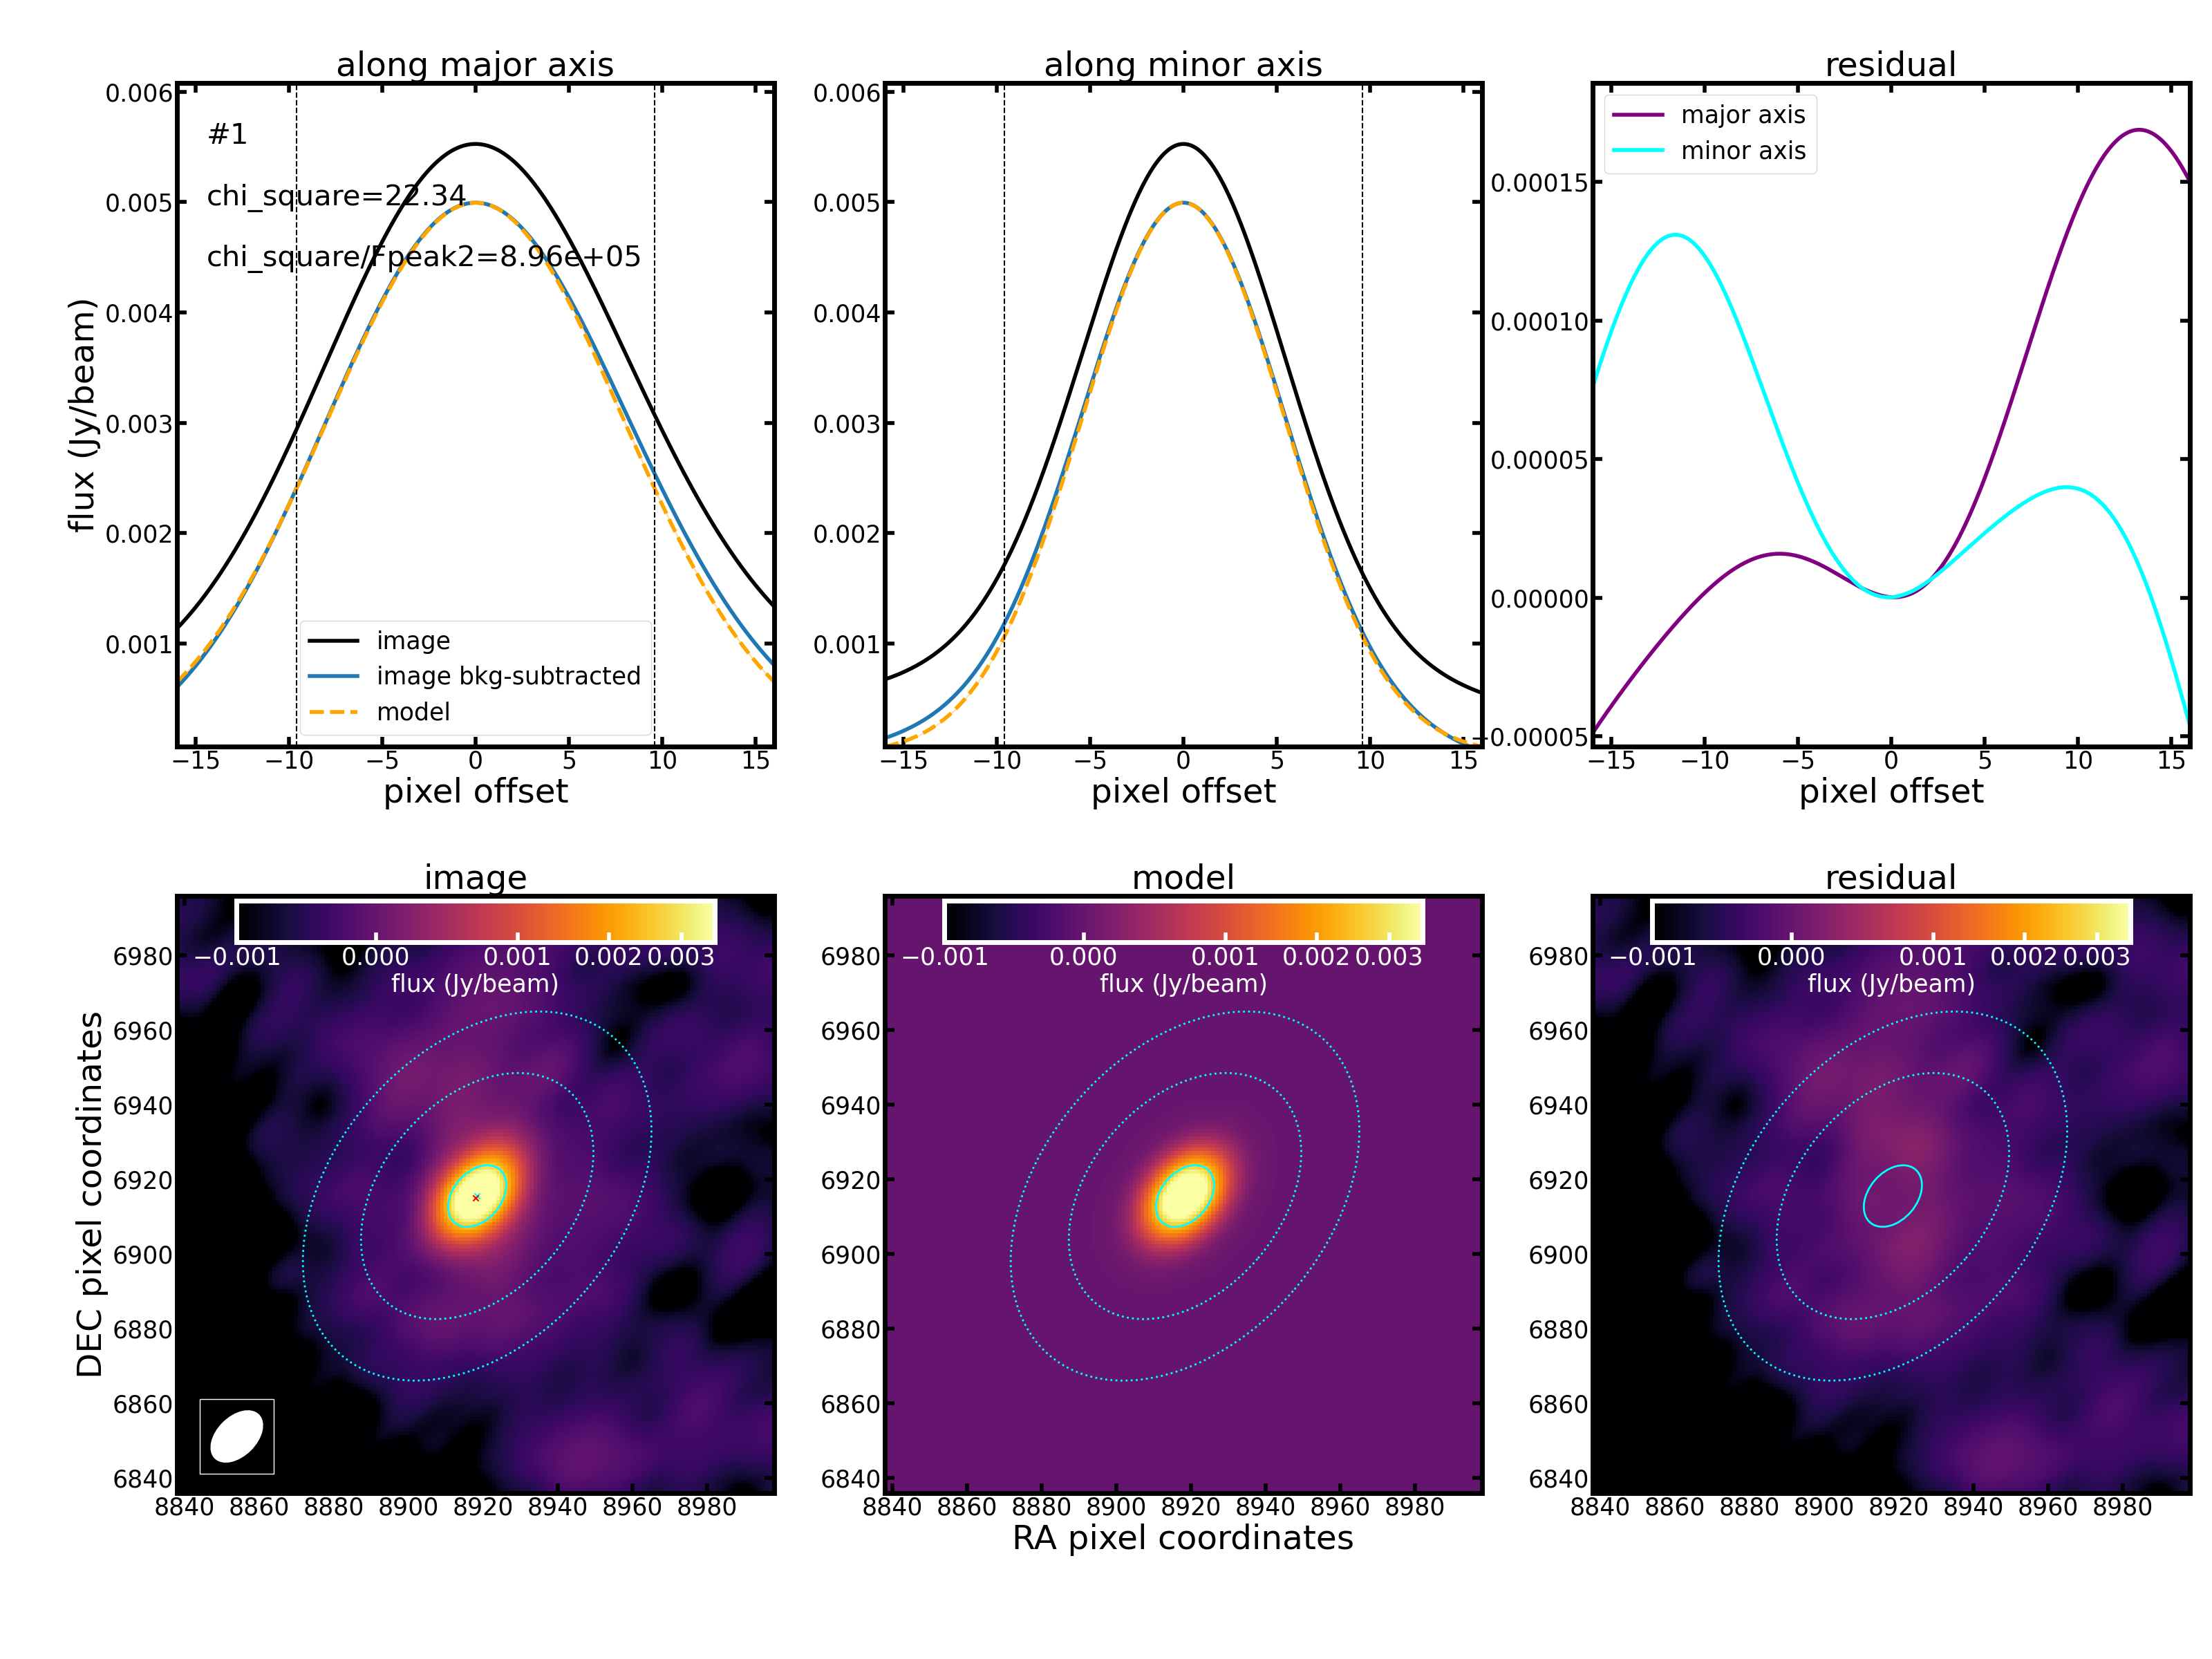 along major axis
along minor axis
residual
0.006
0.005
0.004
0.003
0.002
0.001
flux (Jy/beam)
#1
chi_square=22.34
chi_square/Fpeak2=8.96e+05
image
image bkg-subtracted
model
−15 −10 −5 0 5 10 15
pixel offset
0.006
0.005
0.004
0.003
0.002
0.001
−15 −10 −5 0 5 10 15
pixel offset
major axis
minor axis
0.00015
0.00010
0.00005
0.00000
−0.00005
−15 −10 −5 0 5 10 15
pixel offset
image
model
residual
−0.001 0.000 0.001 0.002 0.003
flux (Jy/beam)
6980
6960
6940
6920
6900
6880
6860
6840
DEC pixel coordinates
8840 8860 8880 8900 8920 8940 8960 8980
−0.001 0.000 0.001 0.002 0.003
flux (Jy/beam)
6980
6960
6940
6920
6900
6880
6860
6840
8840 8860 8880 8900 8920 8940 8960 8980
RA pixel coordinates
−0.001 0.000 0.001 0.002 0.003
flux (Jy/beam)
6980
6960
6940
6920
6900
6880
6860
6840
8840 8860 8880 8900 8920 8940 8960 8980